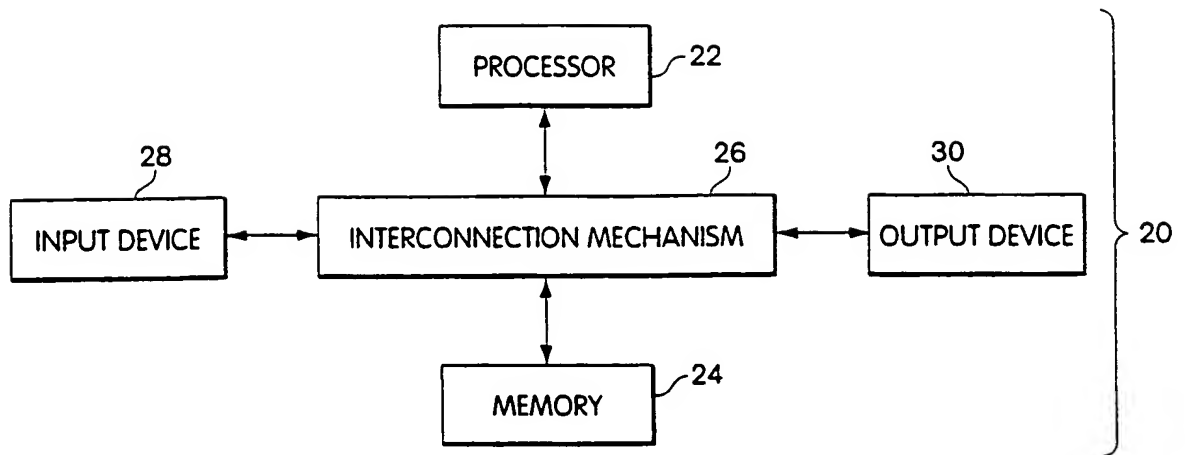 PROCESSOR
22
28
26
30
INPUT DEVICE
INTERCONNECTION MECHANISM
OUTPUT DEVICE
20
24
MEMORY